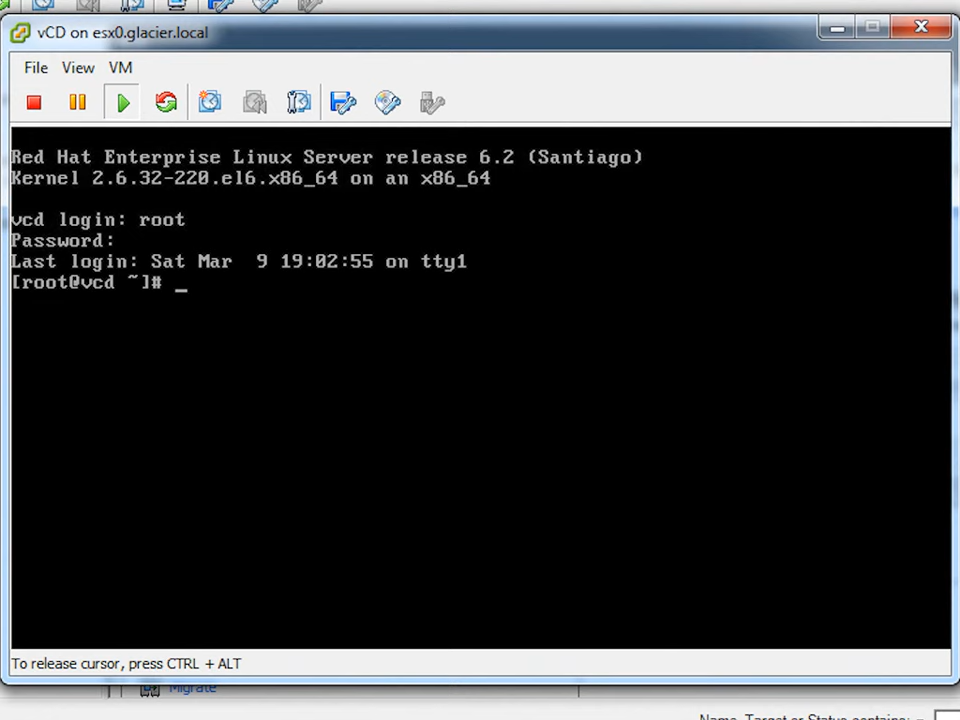 vCD on esx0.glacier.local
File View VM
Red Hat Enterprise Linux Server release 6.2 (Santiago)
Kernel 2.6.32-220.el6.x86_64 on an x86_64
vcd login: root
Password:
Last login: Sat Mar  9 19:02:55 on tty1
[root@vcd ~]# _
To release cursor, press CTRL + ALT
Migrate
Name, Target or Status contains: